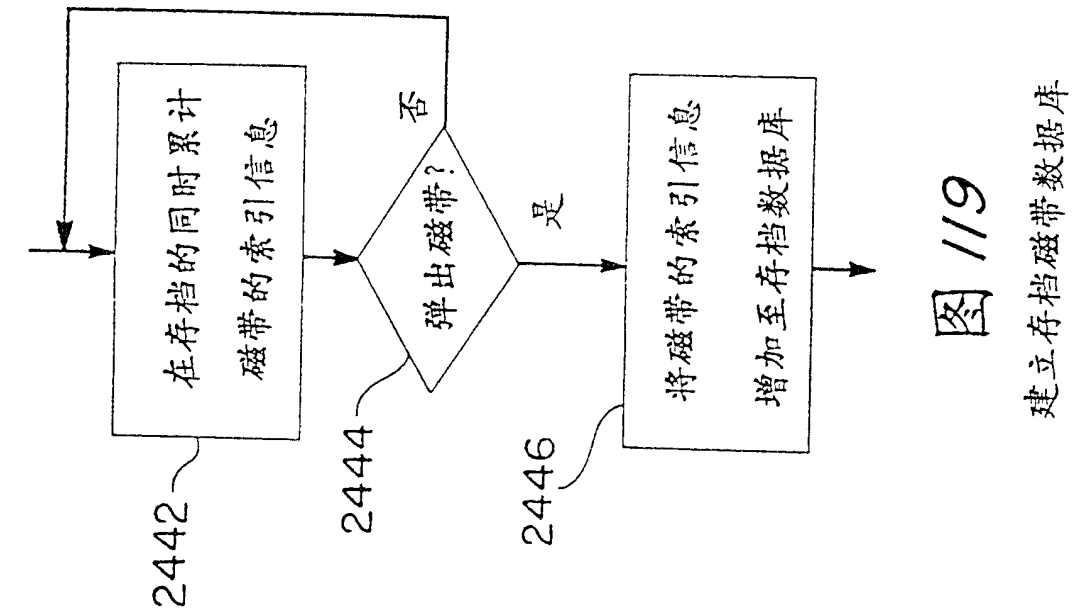 在存档的同时累计
磁带的索引信息
2442
弹出磁带?
否
2444
是
将磁带的索引信息
增加至存档数据库
2446
图 119
建立存档磁带数据库